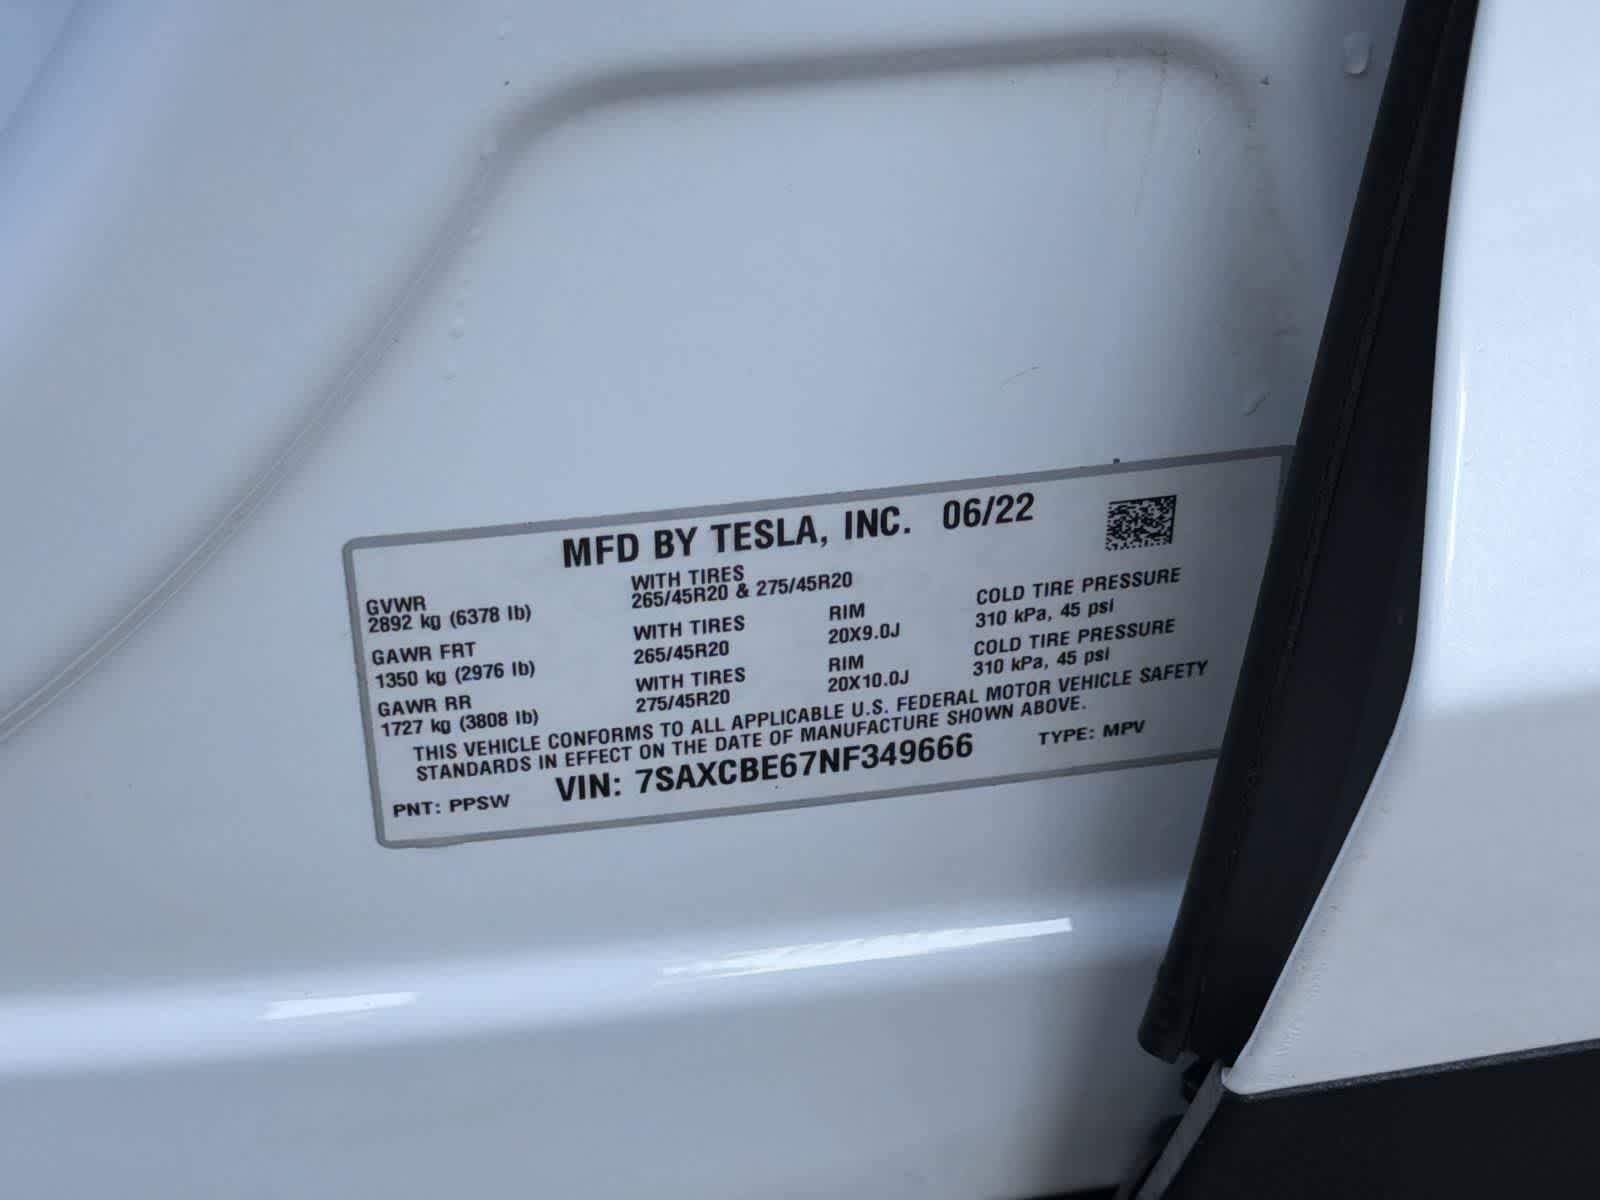 MFD BY TESLA, INC. 06/22
GVWR
2892 kg (6378 lb)
WITH TIRES
265/45R20 & 275/45R20
GAWR FRT
1350 kg (2976 lb)
WITH TIRES
265/45R20
RIM
20X9.0J
COLD TIRE PRESSURE
310 kPa, 45 psi
GAWR RR
1727 kg (3808 lb)
WITH TIRES
275/45R20
RIM
20X10.0J
COLD TIRE PRESSURE
310 kPa, 45 psi
THIS VEHICLE CONFORMS TO ALL APPLICABLE U.S. FEDERAL MOTOR VEHICLE SAFETY
STANDARDS IN EFFECT ON THE DATE OF MANUFACTURE SHOWN ABOVE.
PNT: PPSW VIN: 7SAXCBE67NF349666 TYPE: MPV